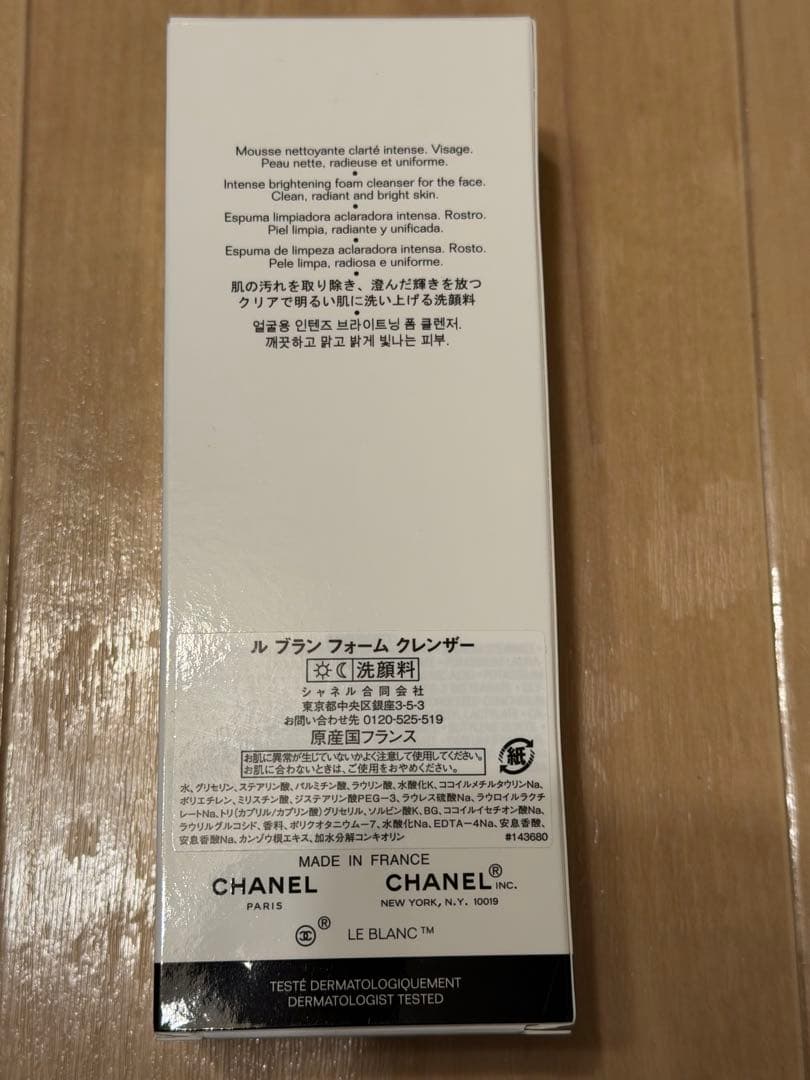 Mousse nettoyante clarté intense. Visage.
Peau nette, radieuse et uniforme.
•
Intense brightening foam cleanser for the face.
Clean, radiant and bright skin.
•
Espuma limpiadora aclaradora intensa. Rostro.
Piel limpia, radiante y unificada.
•
Espuma de limpeza aclaradora intensa. Rosto.
Pele limpa, radiosa e uniforme.
•
肌の汚れを取り除き、澄んだ輝きを放つ
クリアで明るい肌に洗い上げる洗顔料
•
얼굴용 인텐즈 브라이트닝 폼 클렌저.
깨끗하고 맑고 밝게 빛나는 피부.
ル ブラン フォーム クレンザー
洗顔料
シャネル合同会社
東京都中央区銀座3-5-3
お問い合わせ先 0120-525-519
原産国フランス
お肌に異常が生じていないかよく注意して使用してください。
お肌に合わないときは、ご使用をおやめください。
紙
水、グリセリン、ステアリン酸、パルミチン酸、ラウリン酸、水酸化K、ココイルメチルタウリンNa、
ポリエチレン、ミリスチン酸、ジステアリン酸PEG-3、ラウレス硫酸Na、ラウロイルラクチ
レートNa、トリ(カプリル/カプリン酸)グリセリル、ソルビン酸K、BG、ココイルイセチオン酸Na、
ラウリルグルコシド、香料、ポリクオタニウム-7、水酸化Na、EDTA-4Na、安息香酸、
安息香酸Na、カンゾウ根エキス、加水分解コンキオリン #143680
MADE IN FRANCE
CHANEL
PARIS
CHANEL® INC.
NEW YORK, N.Y. 10019
® LE BLANC™
TESTÉ DERMATOLOGIQUEMENT
DERMATOLOGIST TESTED